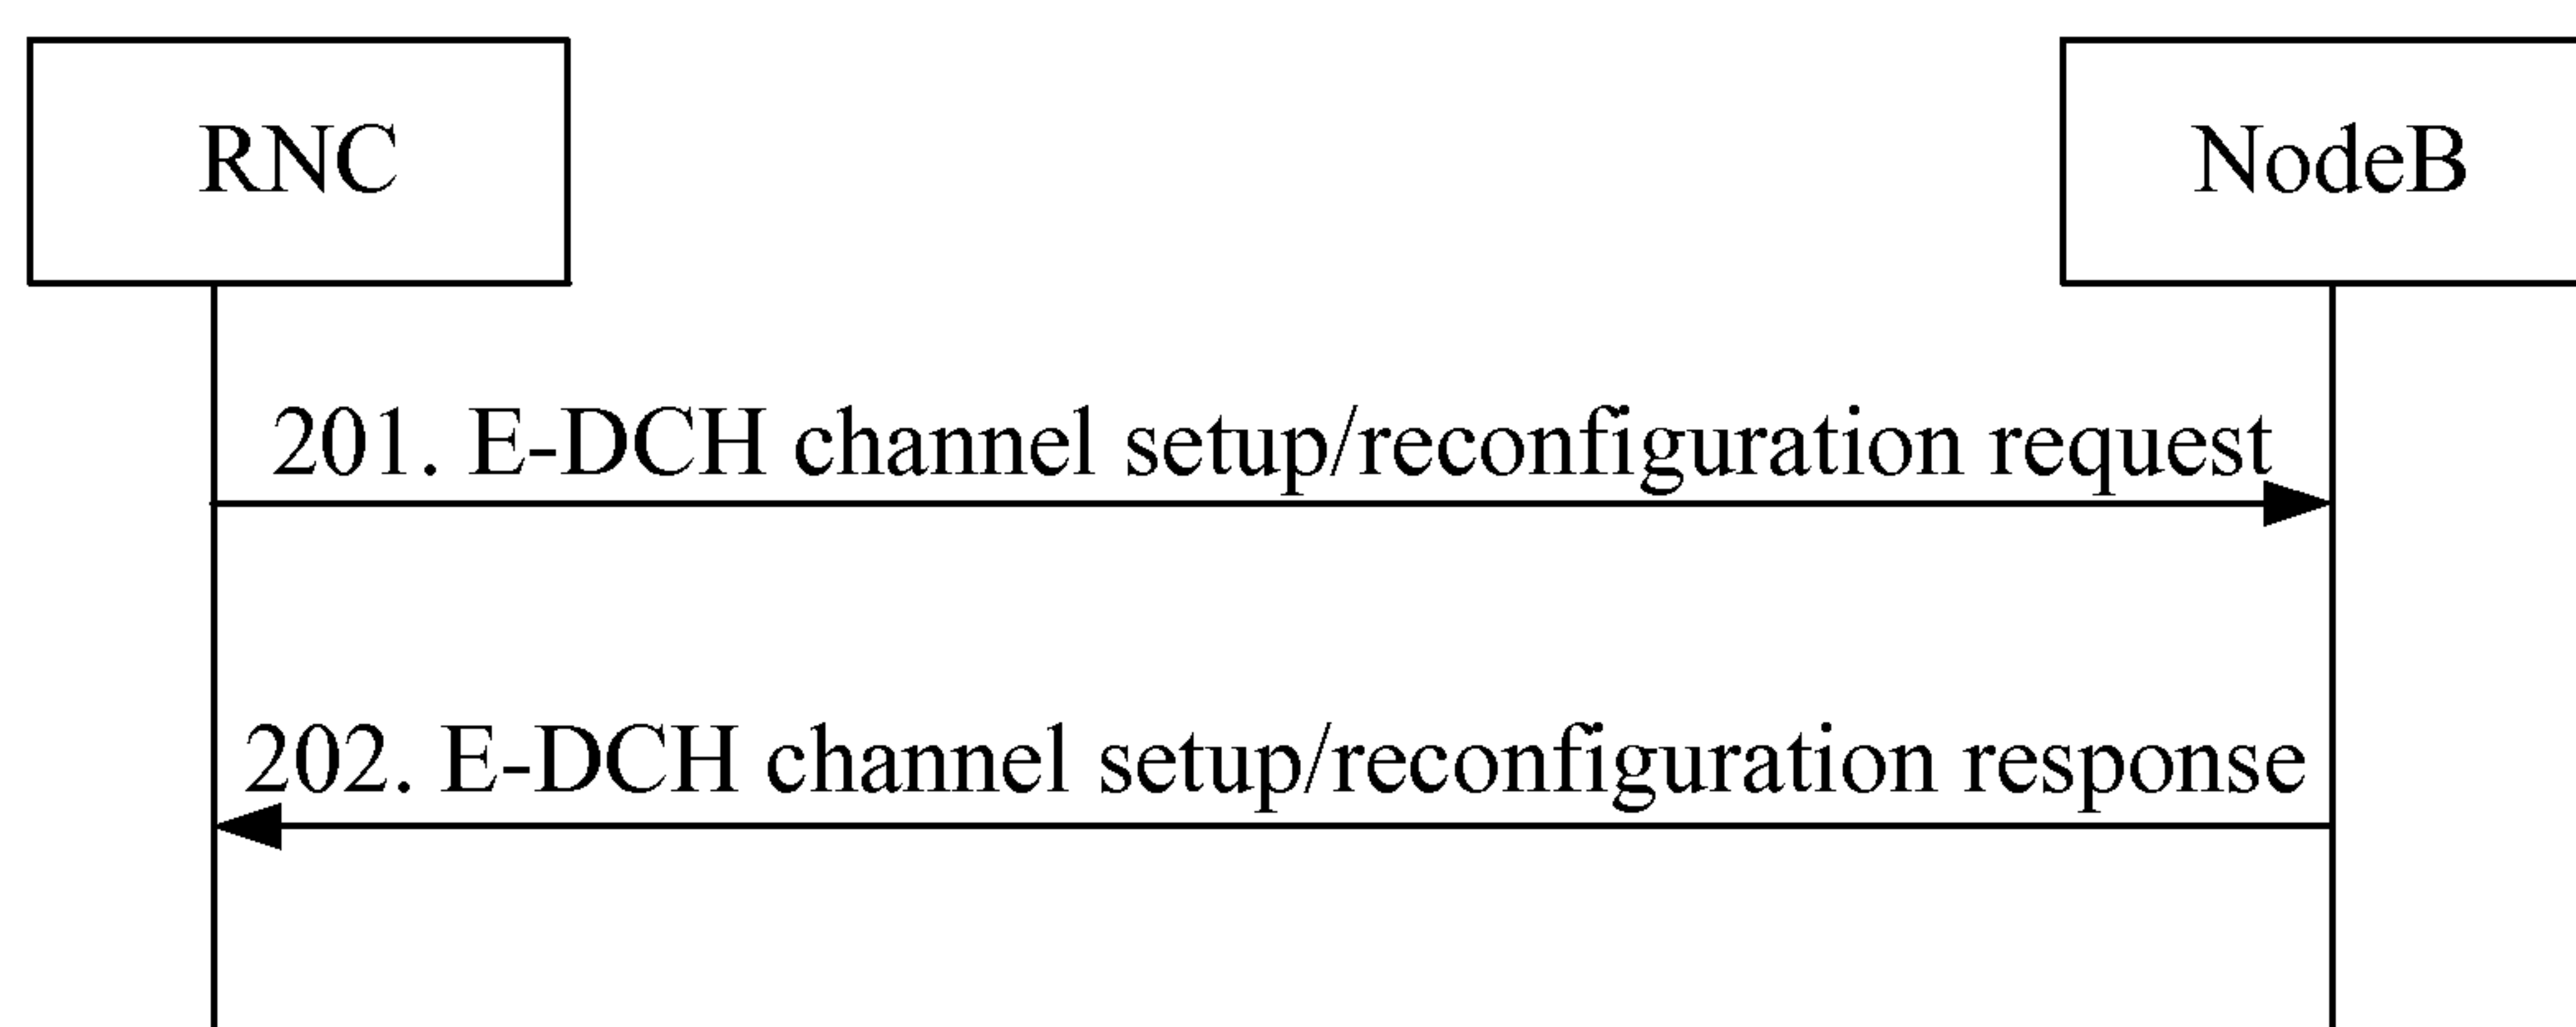 RNC
NodeB
201. E-DCH channel setup/reconfiguration request
202. E-DCH channel setup/reconfiguration response